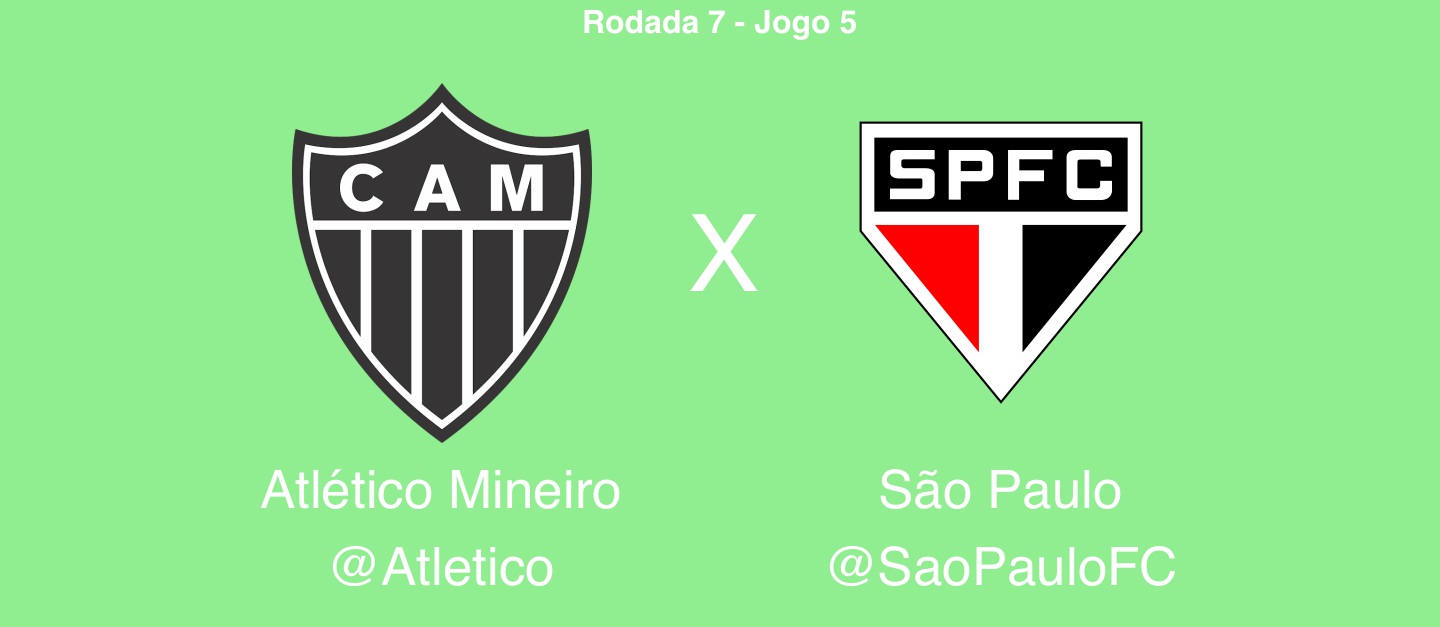 Rodada 7 - Jogo 5
CAM
X
SPFC
Atlético Mineiro
São Paulo
@Atletico
@SaoPauloFC